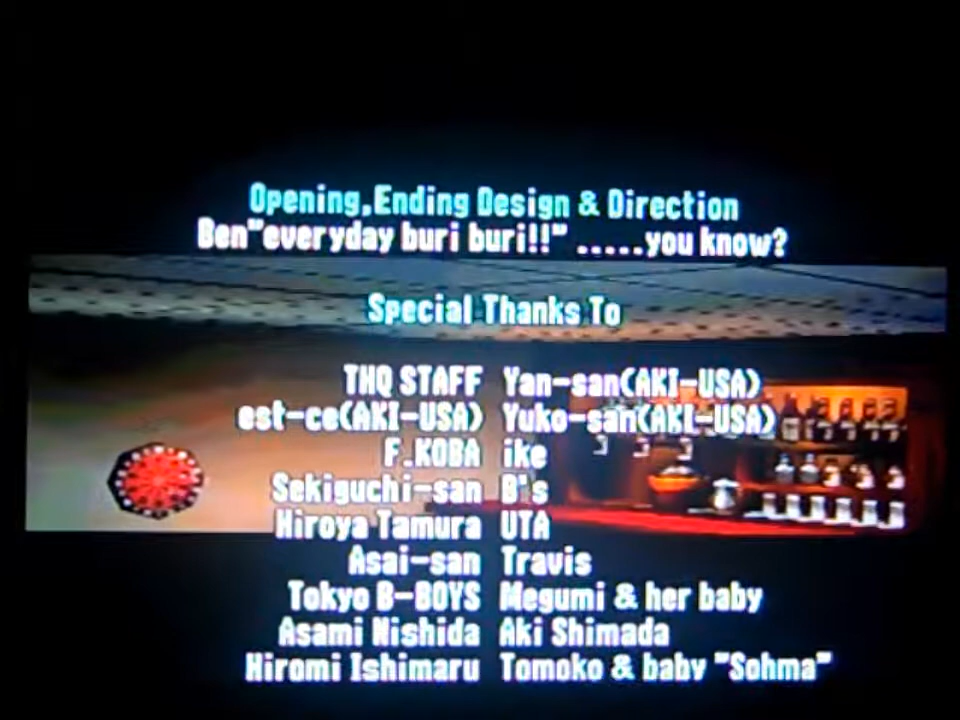 Opening,Ending Design & Direction
Ben"everyday buri buri!!" .....you know?
Special Thanks To
THQ STAFF Yan-san(AKI-USA)
est-ce(AKI-USA) Yuko-san(AKI-USA)
F.KOBA ike
Sekiguchi-san B's
Hiroya Tamura UTA
Asai-san Travis
Tokyo B-BOYS Megumi & her baby
Asami Nishida Aki Shimada
Hiromi Ishimaru Tomoko & baby "Sohma"